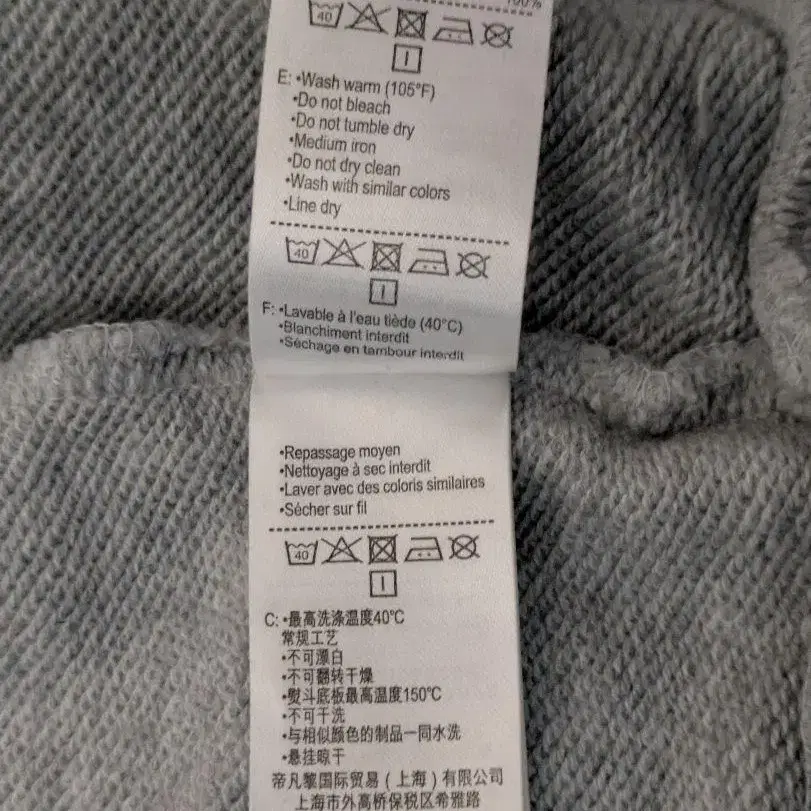 100%
40
E: •Wash warm (105°F)
•Do not bleach
•Do not tumble dry
•Medium iron
•Do not dry clean
•Wash with similar colors
•Line dry
40
F: •Lavable à l'eau tiède (40°C)
•Blanchiment interdit
•Séchage en tambour interdit
•Repassage moyen
•Nettoyage à sec interdit
•Laver avec des coloris similaires
•Sécher sur fil
40
C: •最高洗涤温度40℃
常规工艺
•不可漂白
•不可翻转干燥
•熨斗底板最高温度150℃
•不可干洗
•与相似颜色的制品一同水洗
•悬挂晾干
帝凡黎国际贸易（上海）有限公司
上海市外高桥保税区希雅路